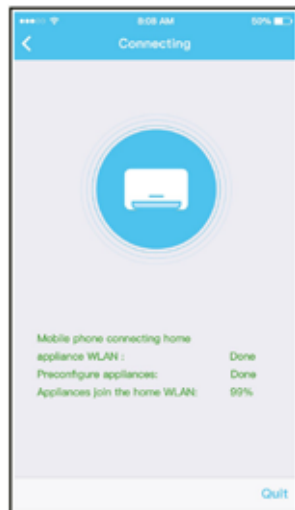 8:08 AM
50%
Connecting
Mobile phone connecting home
appliance WLAN : Done
Preconfigure appliances: Done
Appliances join the home WLAN: 99%
Quit